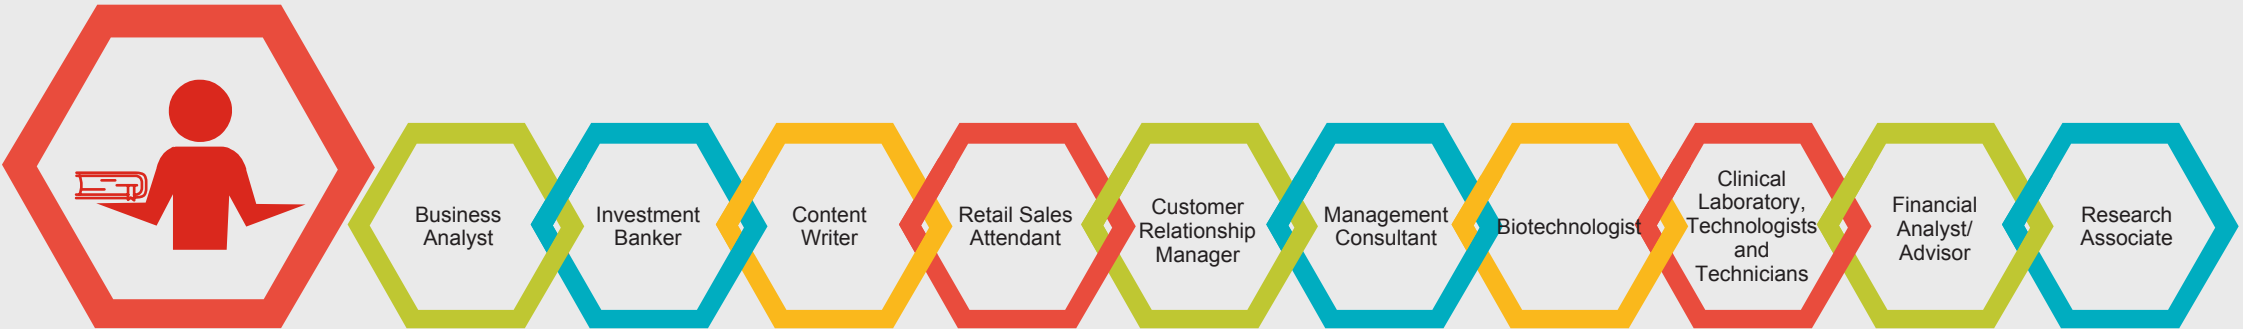 Business
Analyst
Investment
Banker
Content
Writer
Retail Sales
Attendant
Customer
Relationship
Manager
Management
Consultant
Biotechnologist
Clinical
Laboratory,
Technologists
and
Technicians
Financial
Analyst/
Advisor
Research
Associate